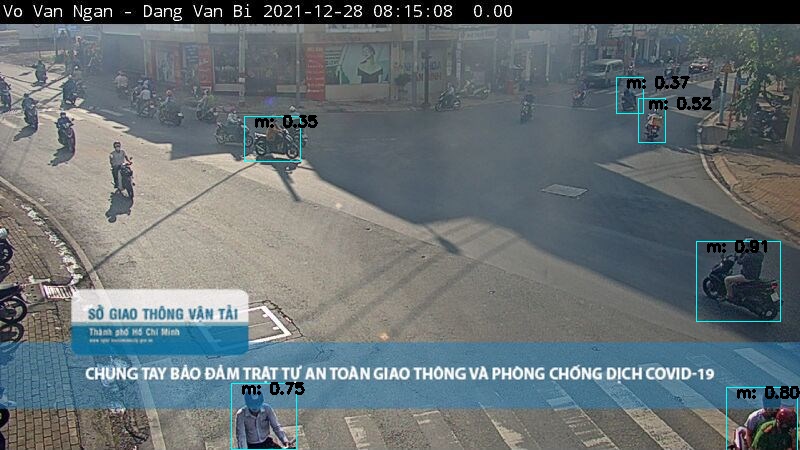 Vo Van Ngan - Dang Van Bi 2021-12-28 08:15:08 0.00
m: 0.37
m: 0.52
m: 0.35
m: 0.91
SỞ GIAO THÔNG VẬN TẢI
Thành phố Hồ Chí Minh
CHUNG TAY BẢO ĐẢM TRẬT TỰ AN TOÀN GIAO THÔNG VÀ PHÒNG CHỐNG DỊCH COVID-19
m: 0.75
m: 0.80